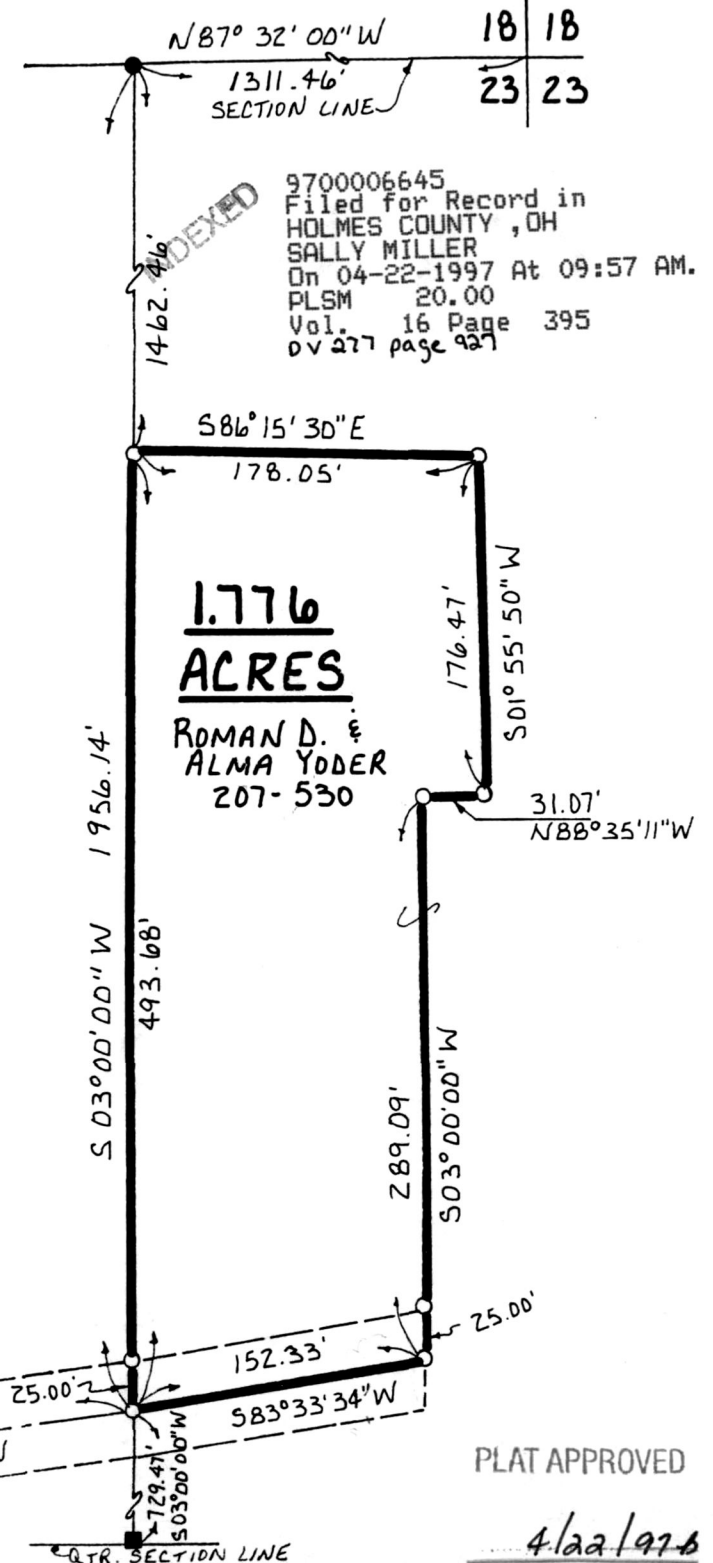 N87° 32' 00" W
18 18
1311.46'
SECTION LINE
23 23
INDEXED
9700006645
Filed for Record in
HOLMES COUNTY ,OH
SALLY MILLER
On 04-22-1997 At 09:57 AM.
PLSM 20.00
Vol. 16 Page 395
DV 277 page 927
1462.46'
S86° 15' 30" E
178.05'
1.776
ACRES
ROMAN D. &
ALMA YODER
207-530
176.47'
S01° 55' 50" W
31.07'
N88° 35' 11" W
S 03° 00' 00" W 1956.14'
493.68'
289.09'
S03° 00' 00" W
25.00'
152.33'
25.00'
S83° 33' 34" W
729.47'
S03° 00' 00" W
QTR. SECTION LINE
PLAT APPROVED
4/22/97